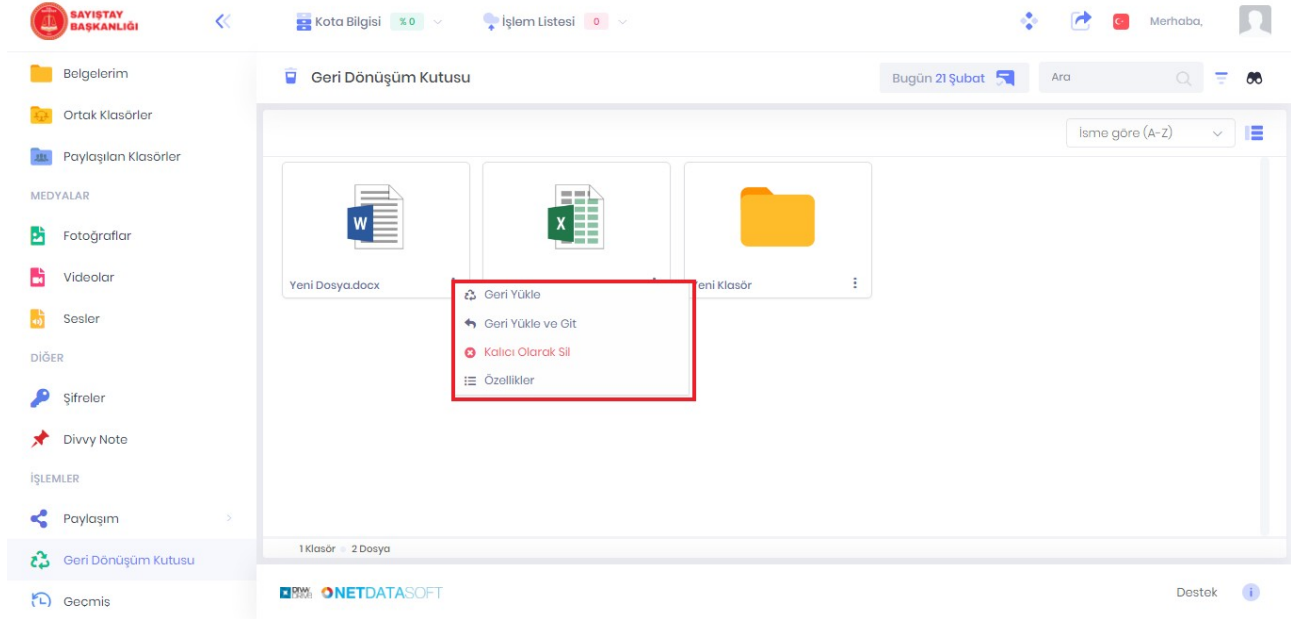 SAYIŞTAY
BAŞKANLIĞI
Kota Bilgisi % 0
İşlem Listesi 0
Merhaba,
Belgelerim
Ortak Klasörler
Paylaşılan Klasörler
MEDYALAR
Fotoğraflar
Videolar
Sesler
DİĞER
Şifreler
Divvy Note
İŞLEMLER
Paylaşım
Geri Dönüşüm Kutusu
Geçmiş
Geri Dönüşüm Kutusu
Bugün 21 Şubat
Ara
İsme göre (A-Z)
W
X
Yeni Dosya.docx
eni Klasör
Geri Yükle
Geri Yükle ve Git
Kalıcı Olarak Sil
Özellikler
1 Klasör 2 Dosya
NETDATASOFT
Destek i